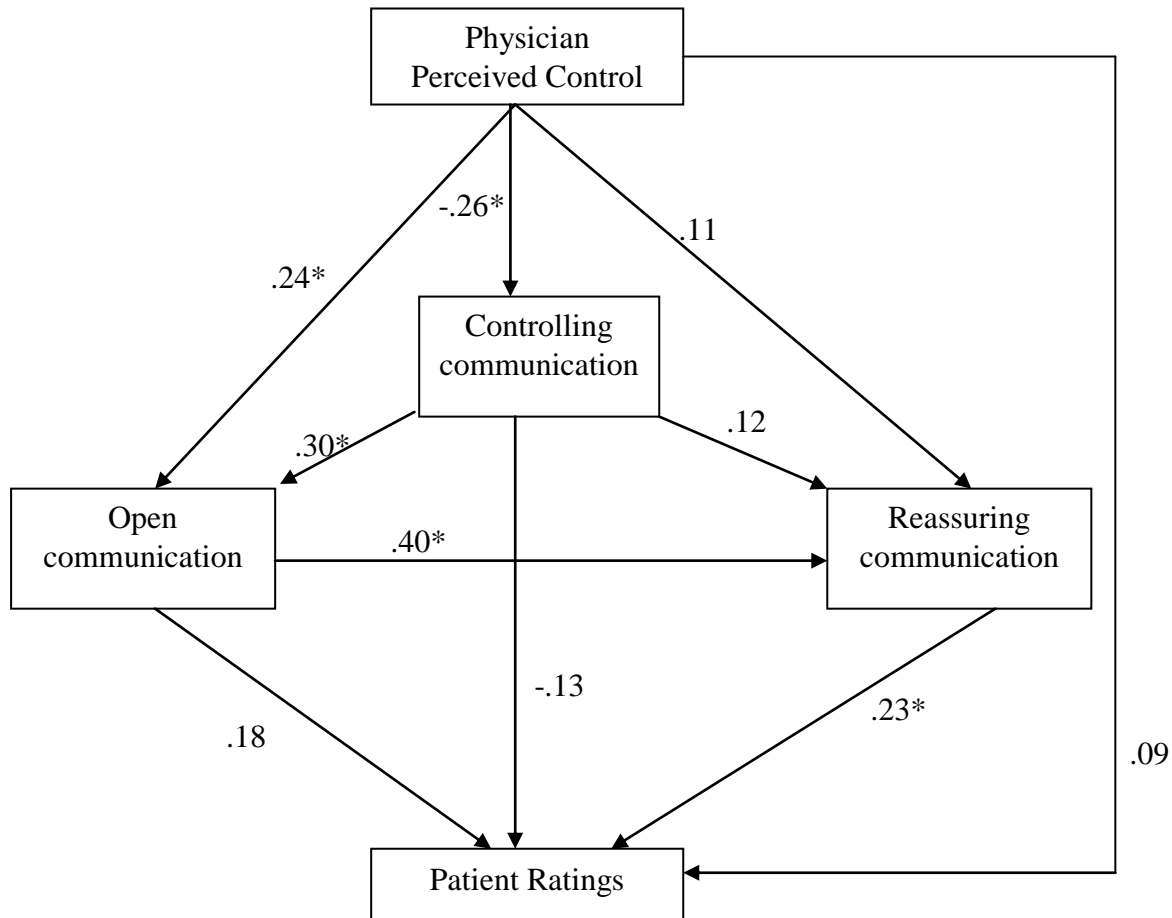 Physician
Perceived Control
-.26*
.11
.24*
Controlling
communication
.30*
.12
Open
communication
.40*
Reassuring
communication
.18
-.13
.23*
.09
Patient Ratings